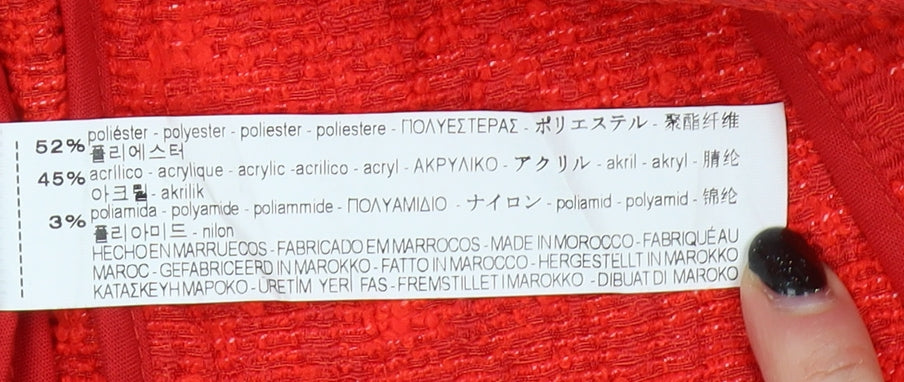 52% poliéster - polyester - poliester - poliestere - ΠΟΛΥΕΣΤΕΡΑΣ - ポリエステル - 聚酯纤维
폴리에스터
45% acrílico - acrylique - acrylic -acrilico - acryl - ΑΚΡΥΛΙΚΟ - アクリル - akril - akryl - 腈纶
아크릴 - akrilik
3% poliamida - polyamide - poliammide - ΠΟΛΥΑΜΙΔΙΟ - ナイロン - poliamid - polyamid - 锦纶
폴리아미드 - nilon
HECHO EN MARRUECOS - FABRICADO EM MARROCOS - MADE IN MOROCCO - FABRIQUÉ AU
MAROC - GEFABRICEERD IN MAROKKO - FATTO IN MAROCCO - HERGESTELLT IN MAROKKO
ΚΑΤΑΣΚΕΥΗ ΜΑΡΟΚΟ - ÜRETİM YERİ FAS - FREMSTILLET I MAROKKO - DIBUAT DI MAROKO